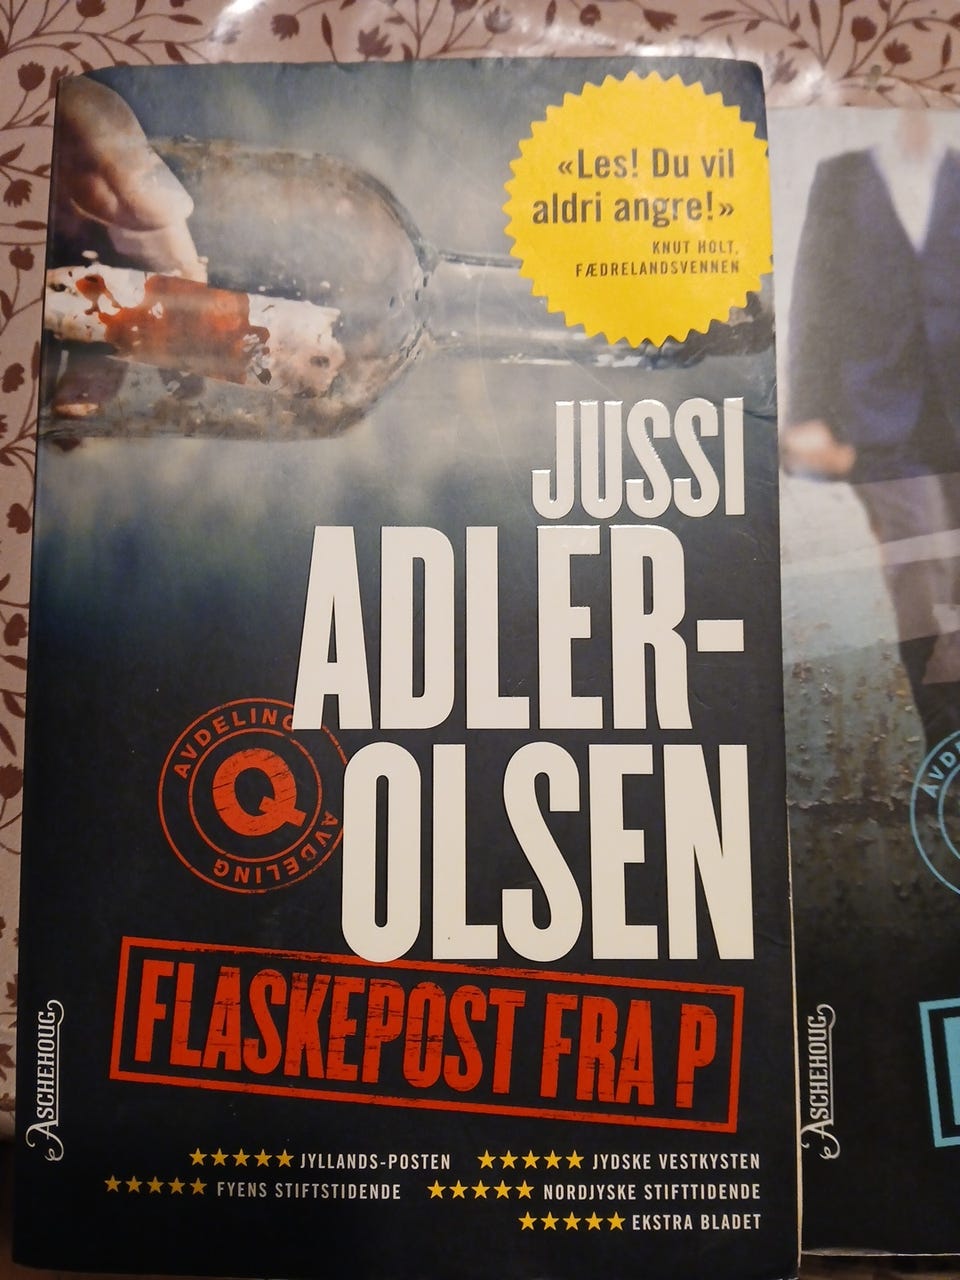 «Les! Du vil
aldri angre!»
KNUT HOLT,
FÆDRELANDSVENNEN
JUSSI
ADLER-
OLSEN
AVDELING
Q
AVDELING
FLASKEPOST FRA P
ASCHEHOUG
★★★★★ JYLLANDS-POSTEN ★★★★★ JYDSKE VESTKYSTEN
★★★★★ FYENS STIFTSTIDENDE ★★★★★ NORDJYSKE STIFTTIDENDE
★★★★★ EKSTRA BLADET
ASCHEHOUG